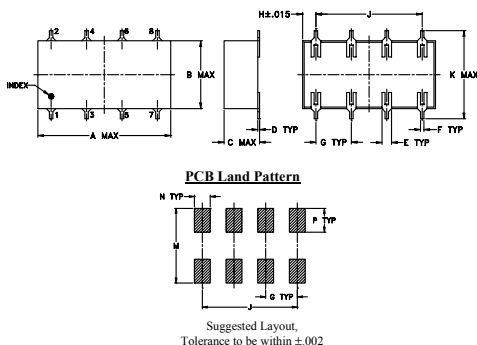 2 4 6 8
H±.015
J
INDEX
B MAX
K MAX
1 3 5 7
A MAX
D TYP
C MAX
G TYP
F TYP
E TYP
PCB Land Pattern
N TYP
P TYP
M
G TYP
J
Suggested Layout,
Tolerance to be within ±.002